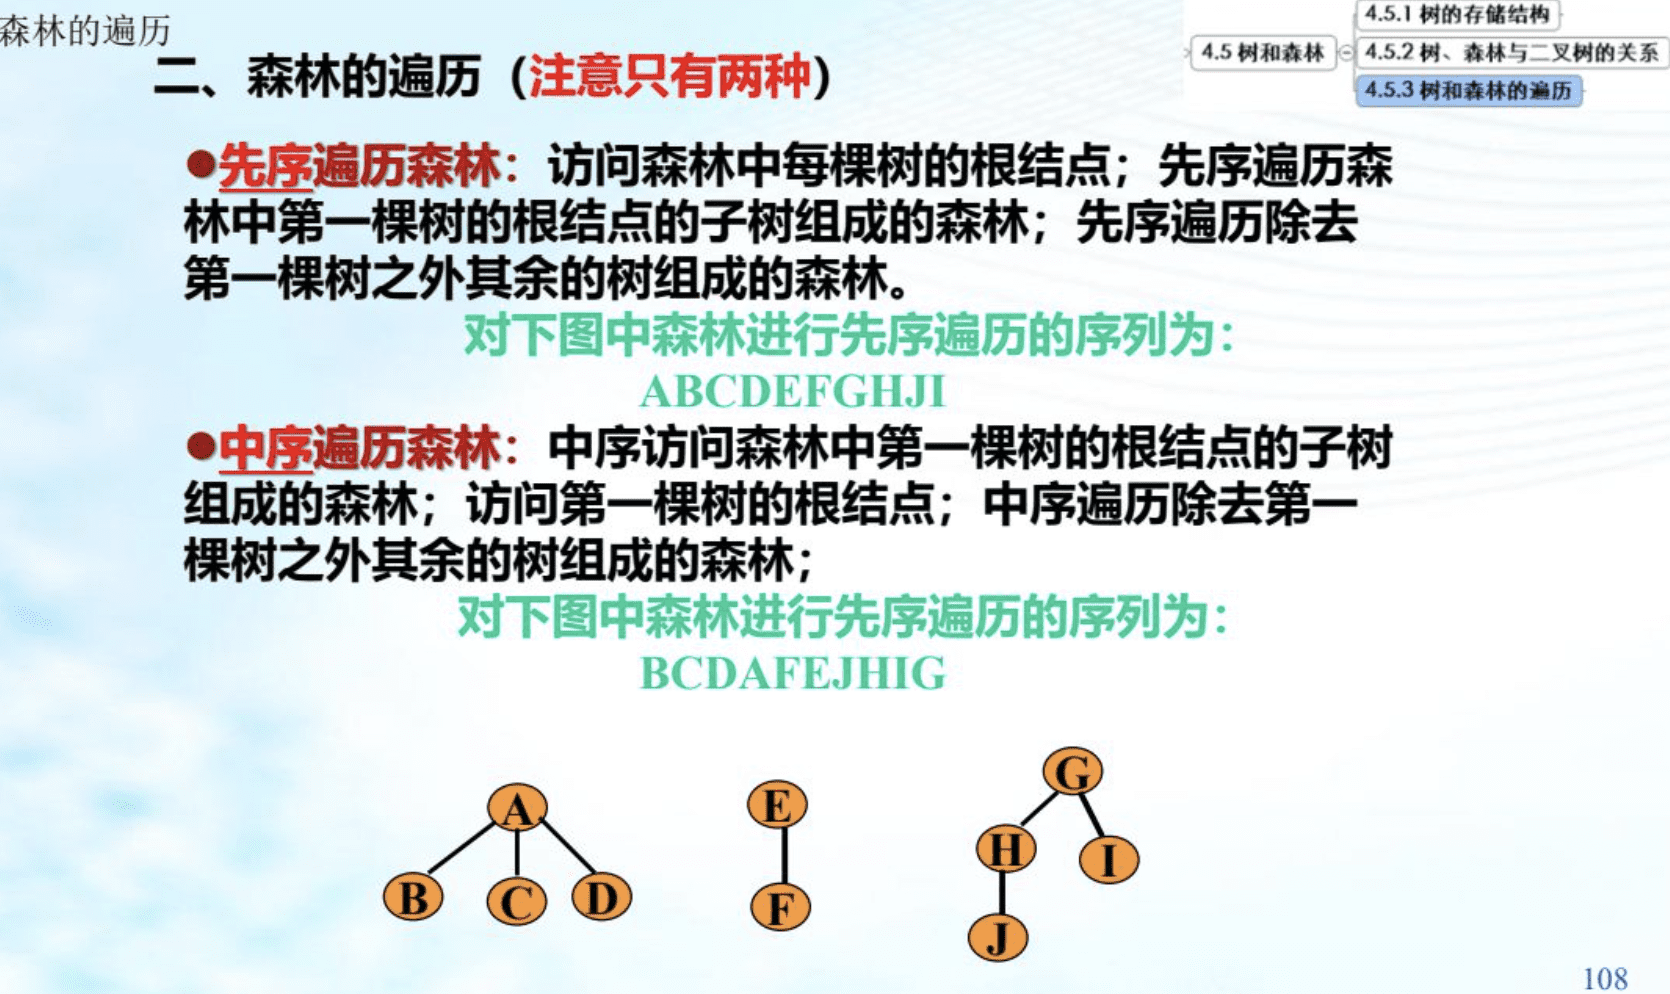 森林的遍历
4.5 树和森林
4.5.1 树的存储结构
4.5.2 树、森林与二叉树的关系
4.5.3 树和森林的遍历
二、森林的遍历（注意只有两种）
●先序遍历森林：访问森林中每棵树的根结点；先序遍历森
林中第一棵树的根结点的子树组成的森林；先序遍历除去
第一棵树之外其余的树组成的森林。
对下图中森林进行先序遍历的序列为：
ABCDEFGHJI
●中序遍历森林：中序访问森林中第一棵树的根结点的子树
组成的森林；访问第一棵树的根结点；中序遍历除去第一
棵树之外其余的树组成的森林；
对下图中森林进行先序遍历的序列为：
BCDAFEJHIG
A
B
C
D
E
F
G
H
I
J
108